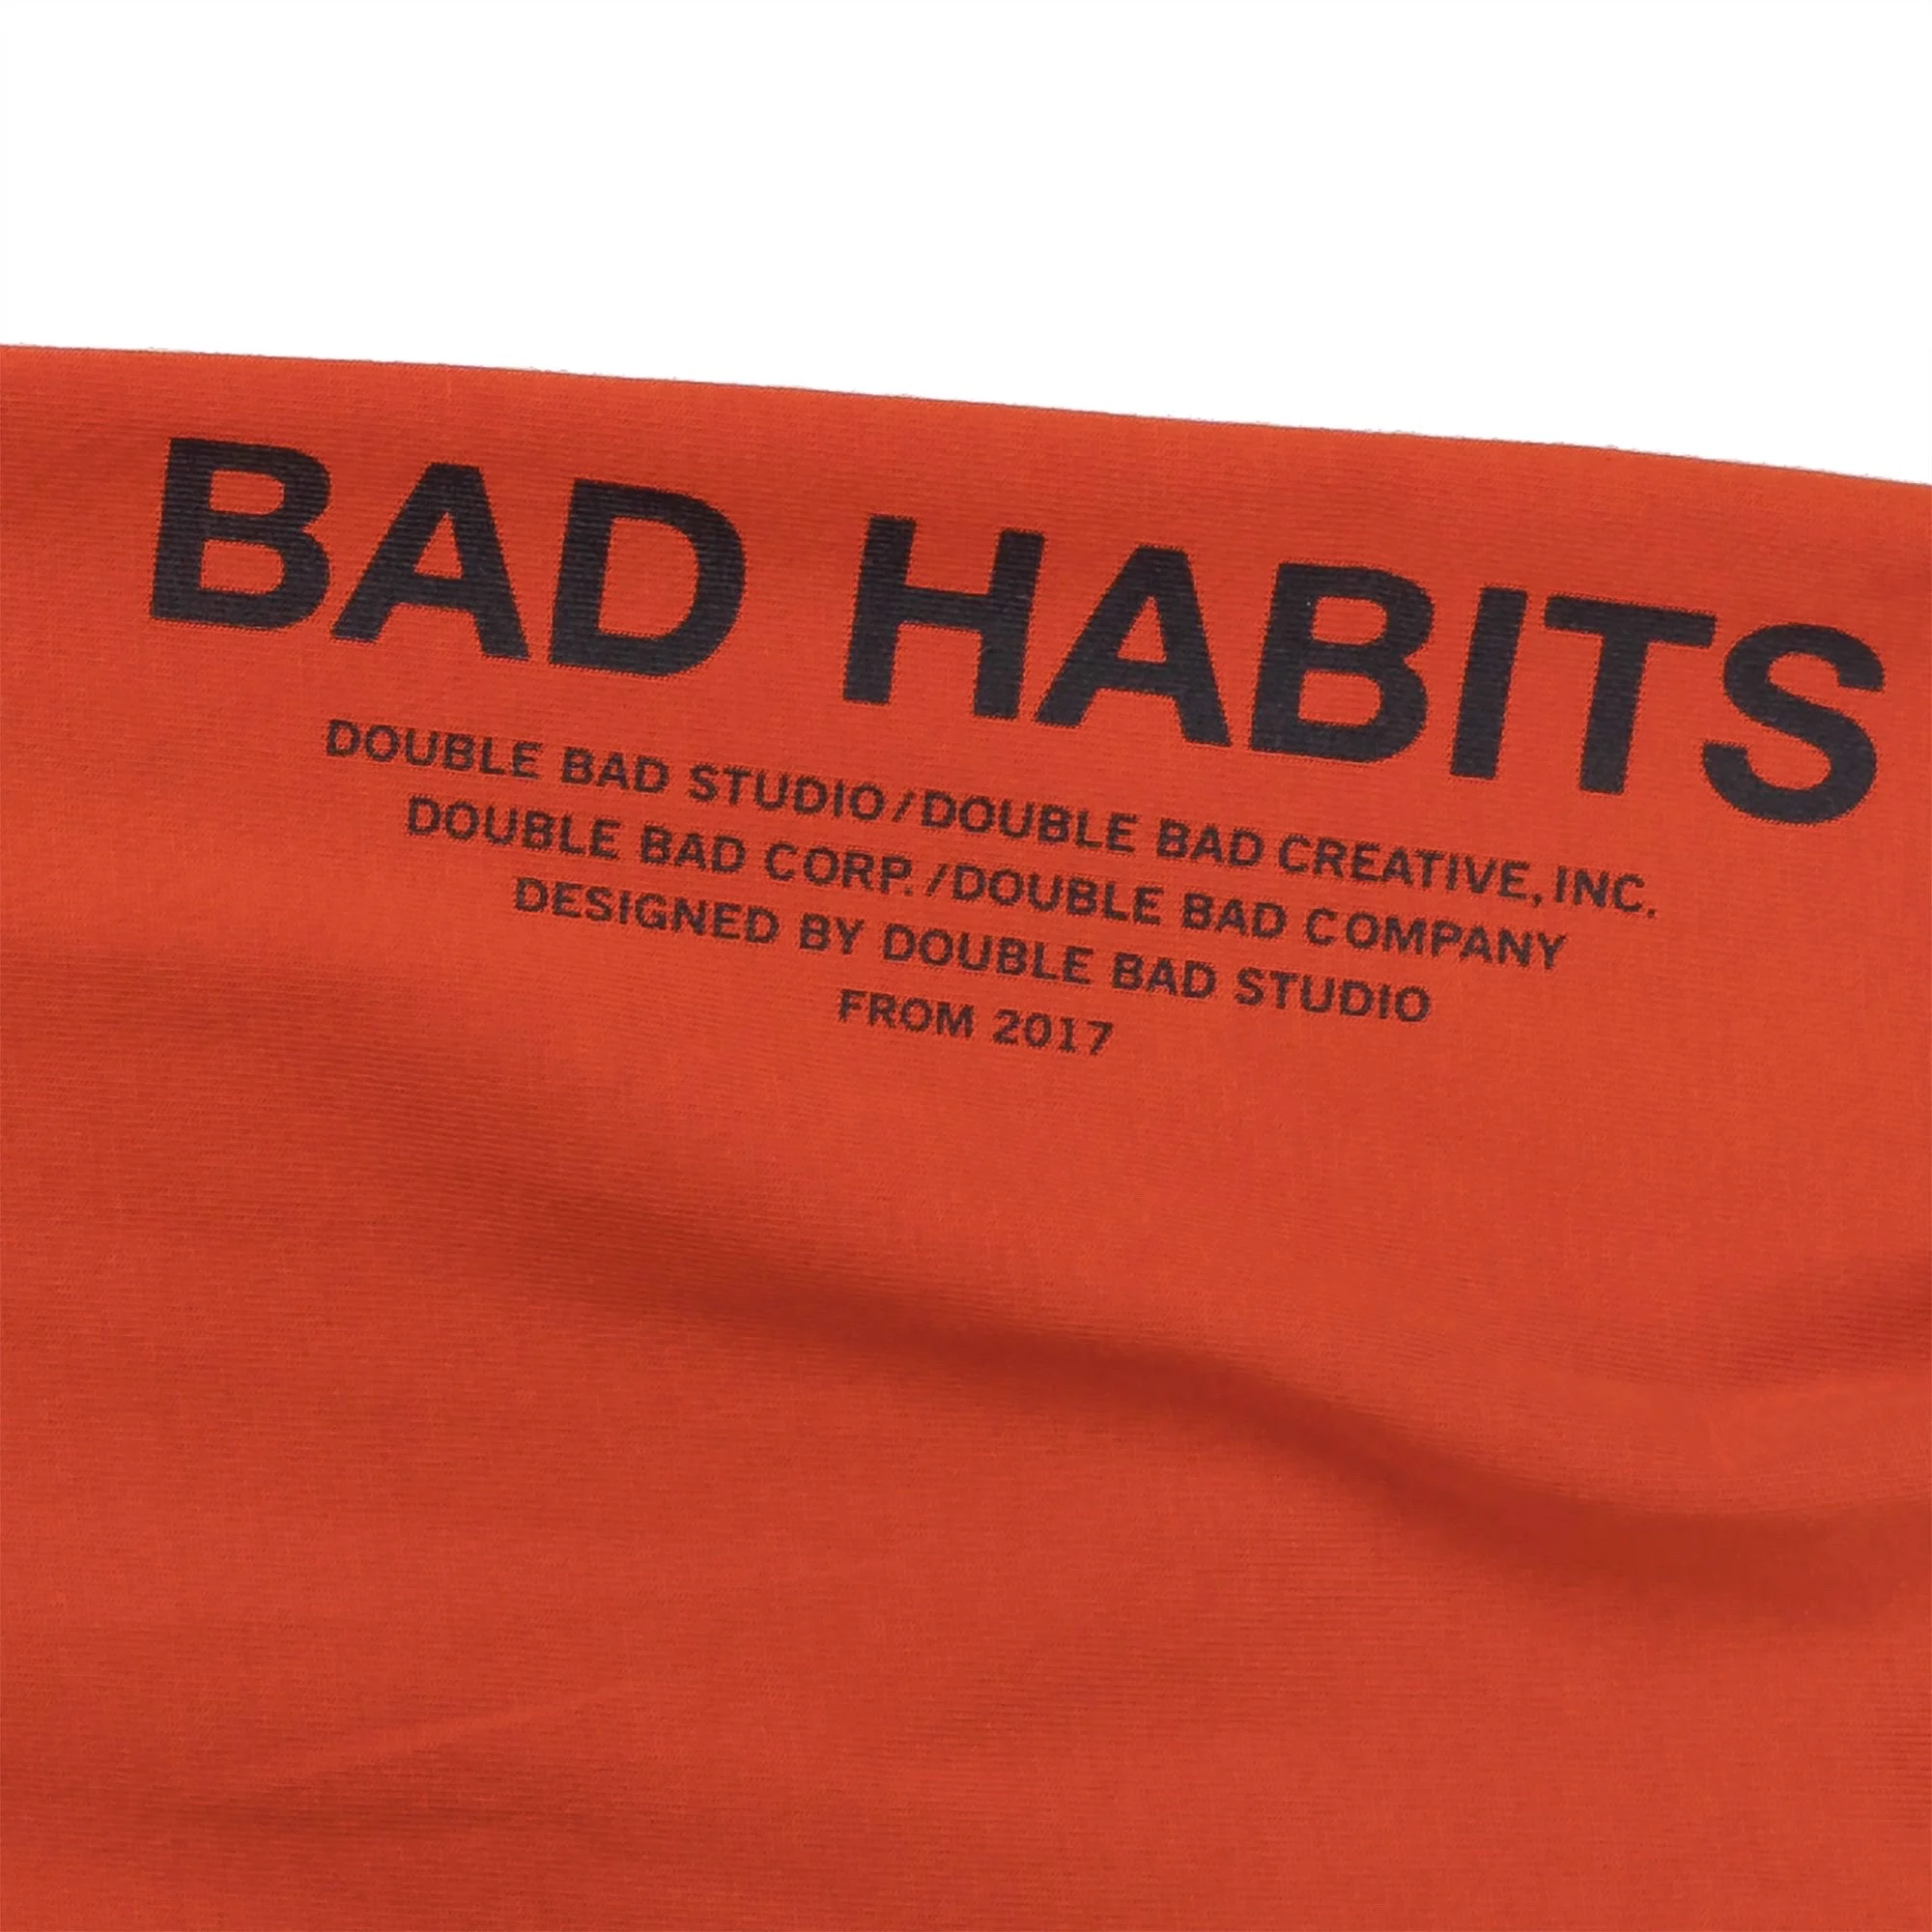 BAD HABITS
DOUBLE BAD STUDIO/DOUBLE BAD CREATIVE, INC.
DOUBLE BAD CORP./DOUBLE BAD COMPANY
DESIGNED BY DOUBLE BAD STUDIO
FROM 2017